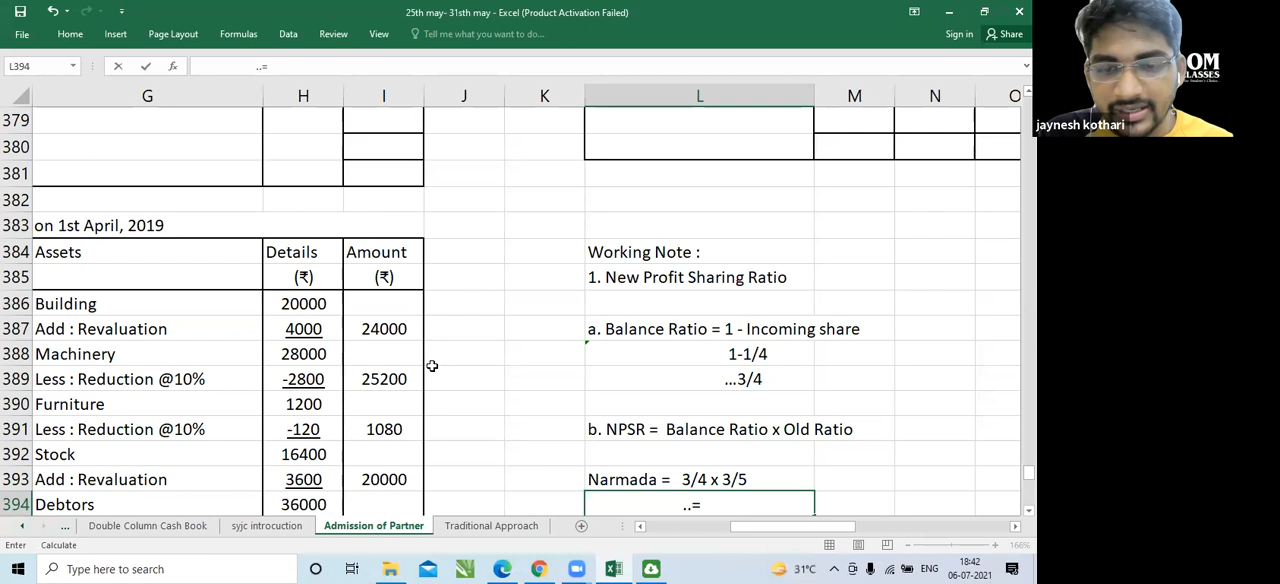 25th may- 31sth may - Excel (Product Activation Failed)
File Home Insert Page Layout Formulas Data Review View Tell me what you want to do... Sign in Share
L394 fx ..=
OM
CLASSES
jaynesh kothari
G H I J K L M N O
379
380
381
382
383 on 1st April, 2019
384 Assets Details Amount Working Note :
385 (₹) (₹) 1. New Profit Sharing Ratio
386 Building 20000
387 Add : Revaluation 4000 24000 a. Balance Ratio = 1 - Incoming share
388 Machinery 28000 1-1/4
389 Less : Reduction @10% -2800 25200 ...3/4
390 Furniture 1200
391 Less : Reduction @10% -120 1080 b. NPSR = Balance Ratio x Old Ratio
392 Stock 16400
393 Add : Revaluation 3600 20000 Narmada = 3/4 x 3/5
394 Debtors 36000 ..=
... Double Column Cash Book syjc introcuction Admission of Partner Traditional Approach
Enter Calculate 166%
Type here to search 31°C ENG 18:42
06-07-2021